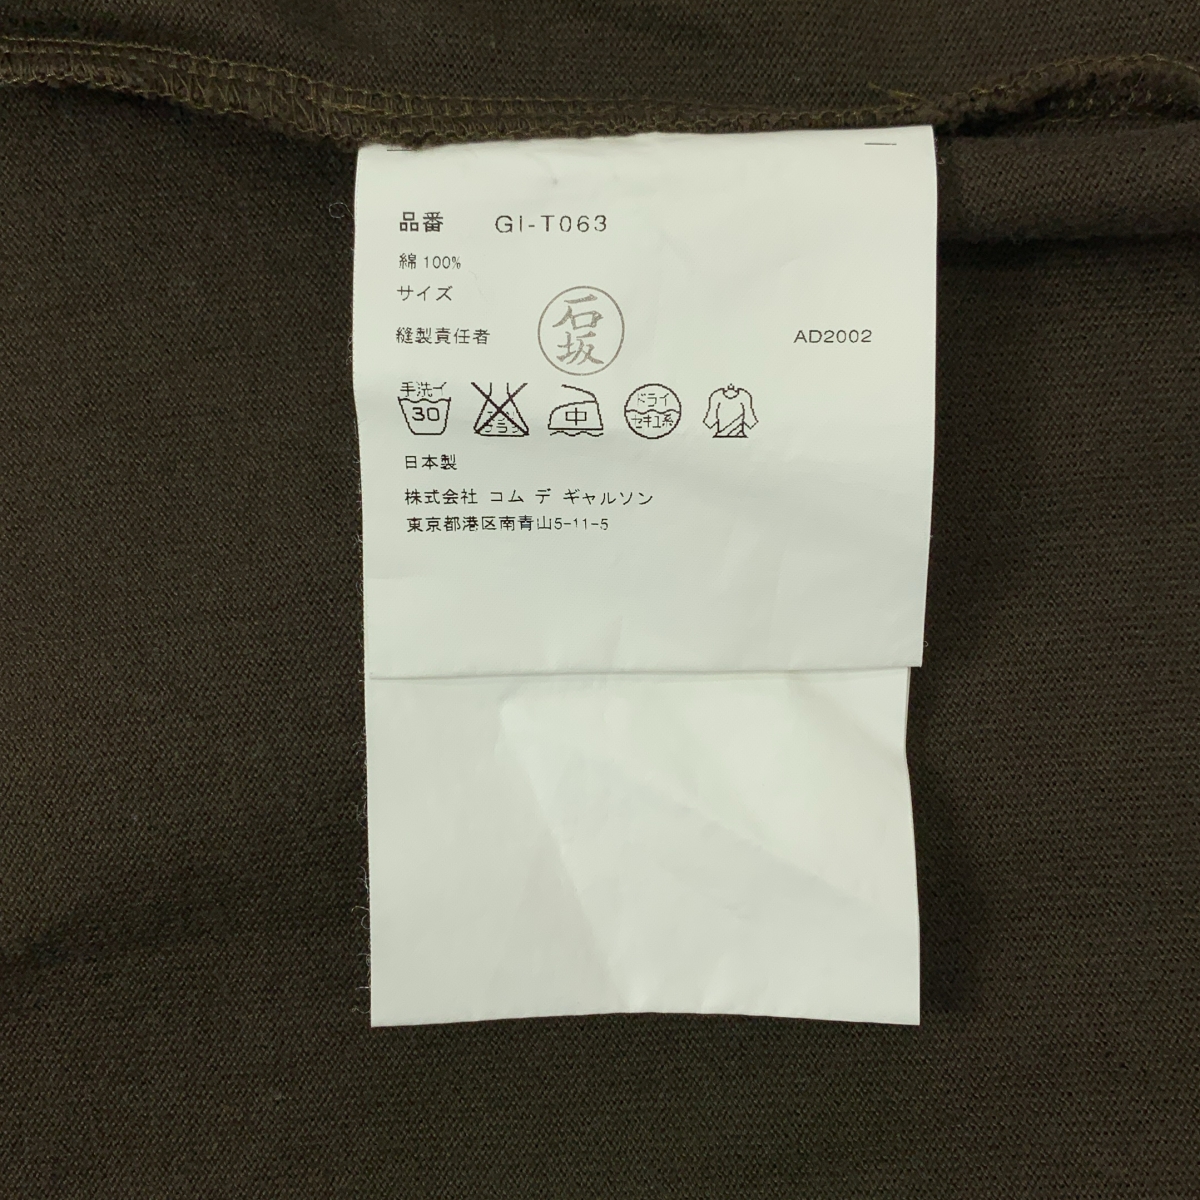 品番 GI-T063
綿 100%
サイズ
縫製責任者 石坂 AD2002
手洗イ 30 中 ドライ セキユ系
日本製
株式会社 コム デ ギャルソン
東京都港区南青山5-11-5